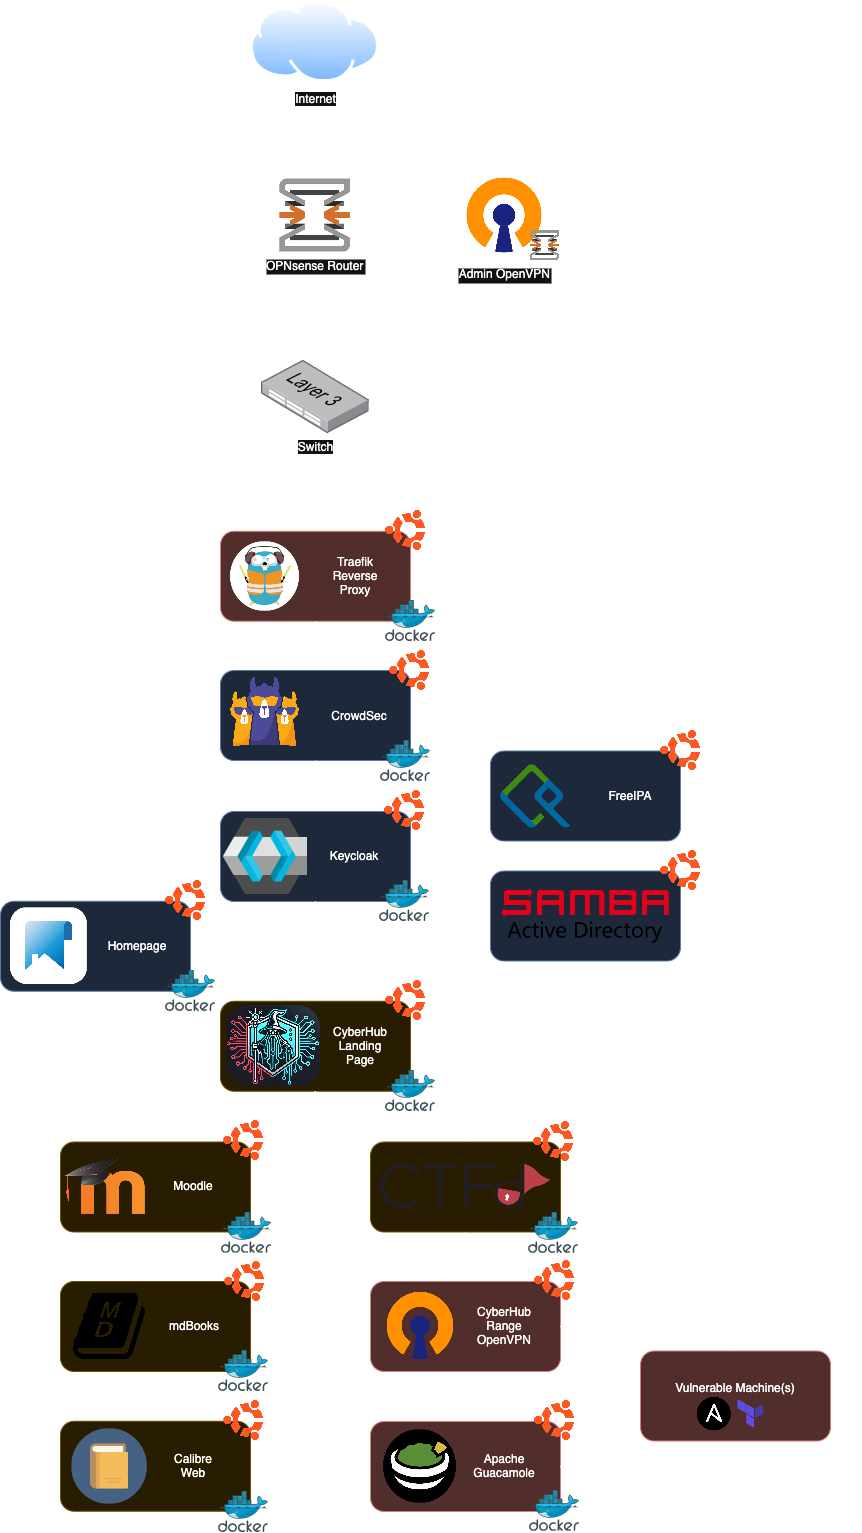 Internet
OPNsense Router
Admin OpenVPN
Layer 3
Switch
Traefik
Reverse
Proxy
docker
CrowdSec
docker
FreeIPA
Keycloak
docker
SAMBA
Active Directory
Homepage
docker
CyberHub
Landing
Page
docker
Moodle
docker
CTFd
docker
MD
mdBooks
docker
CyberHub
Range
OpenVPN
Vulnerable Machine(s)
Calibre
Web
docker
Apache
Guacamole
docker